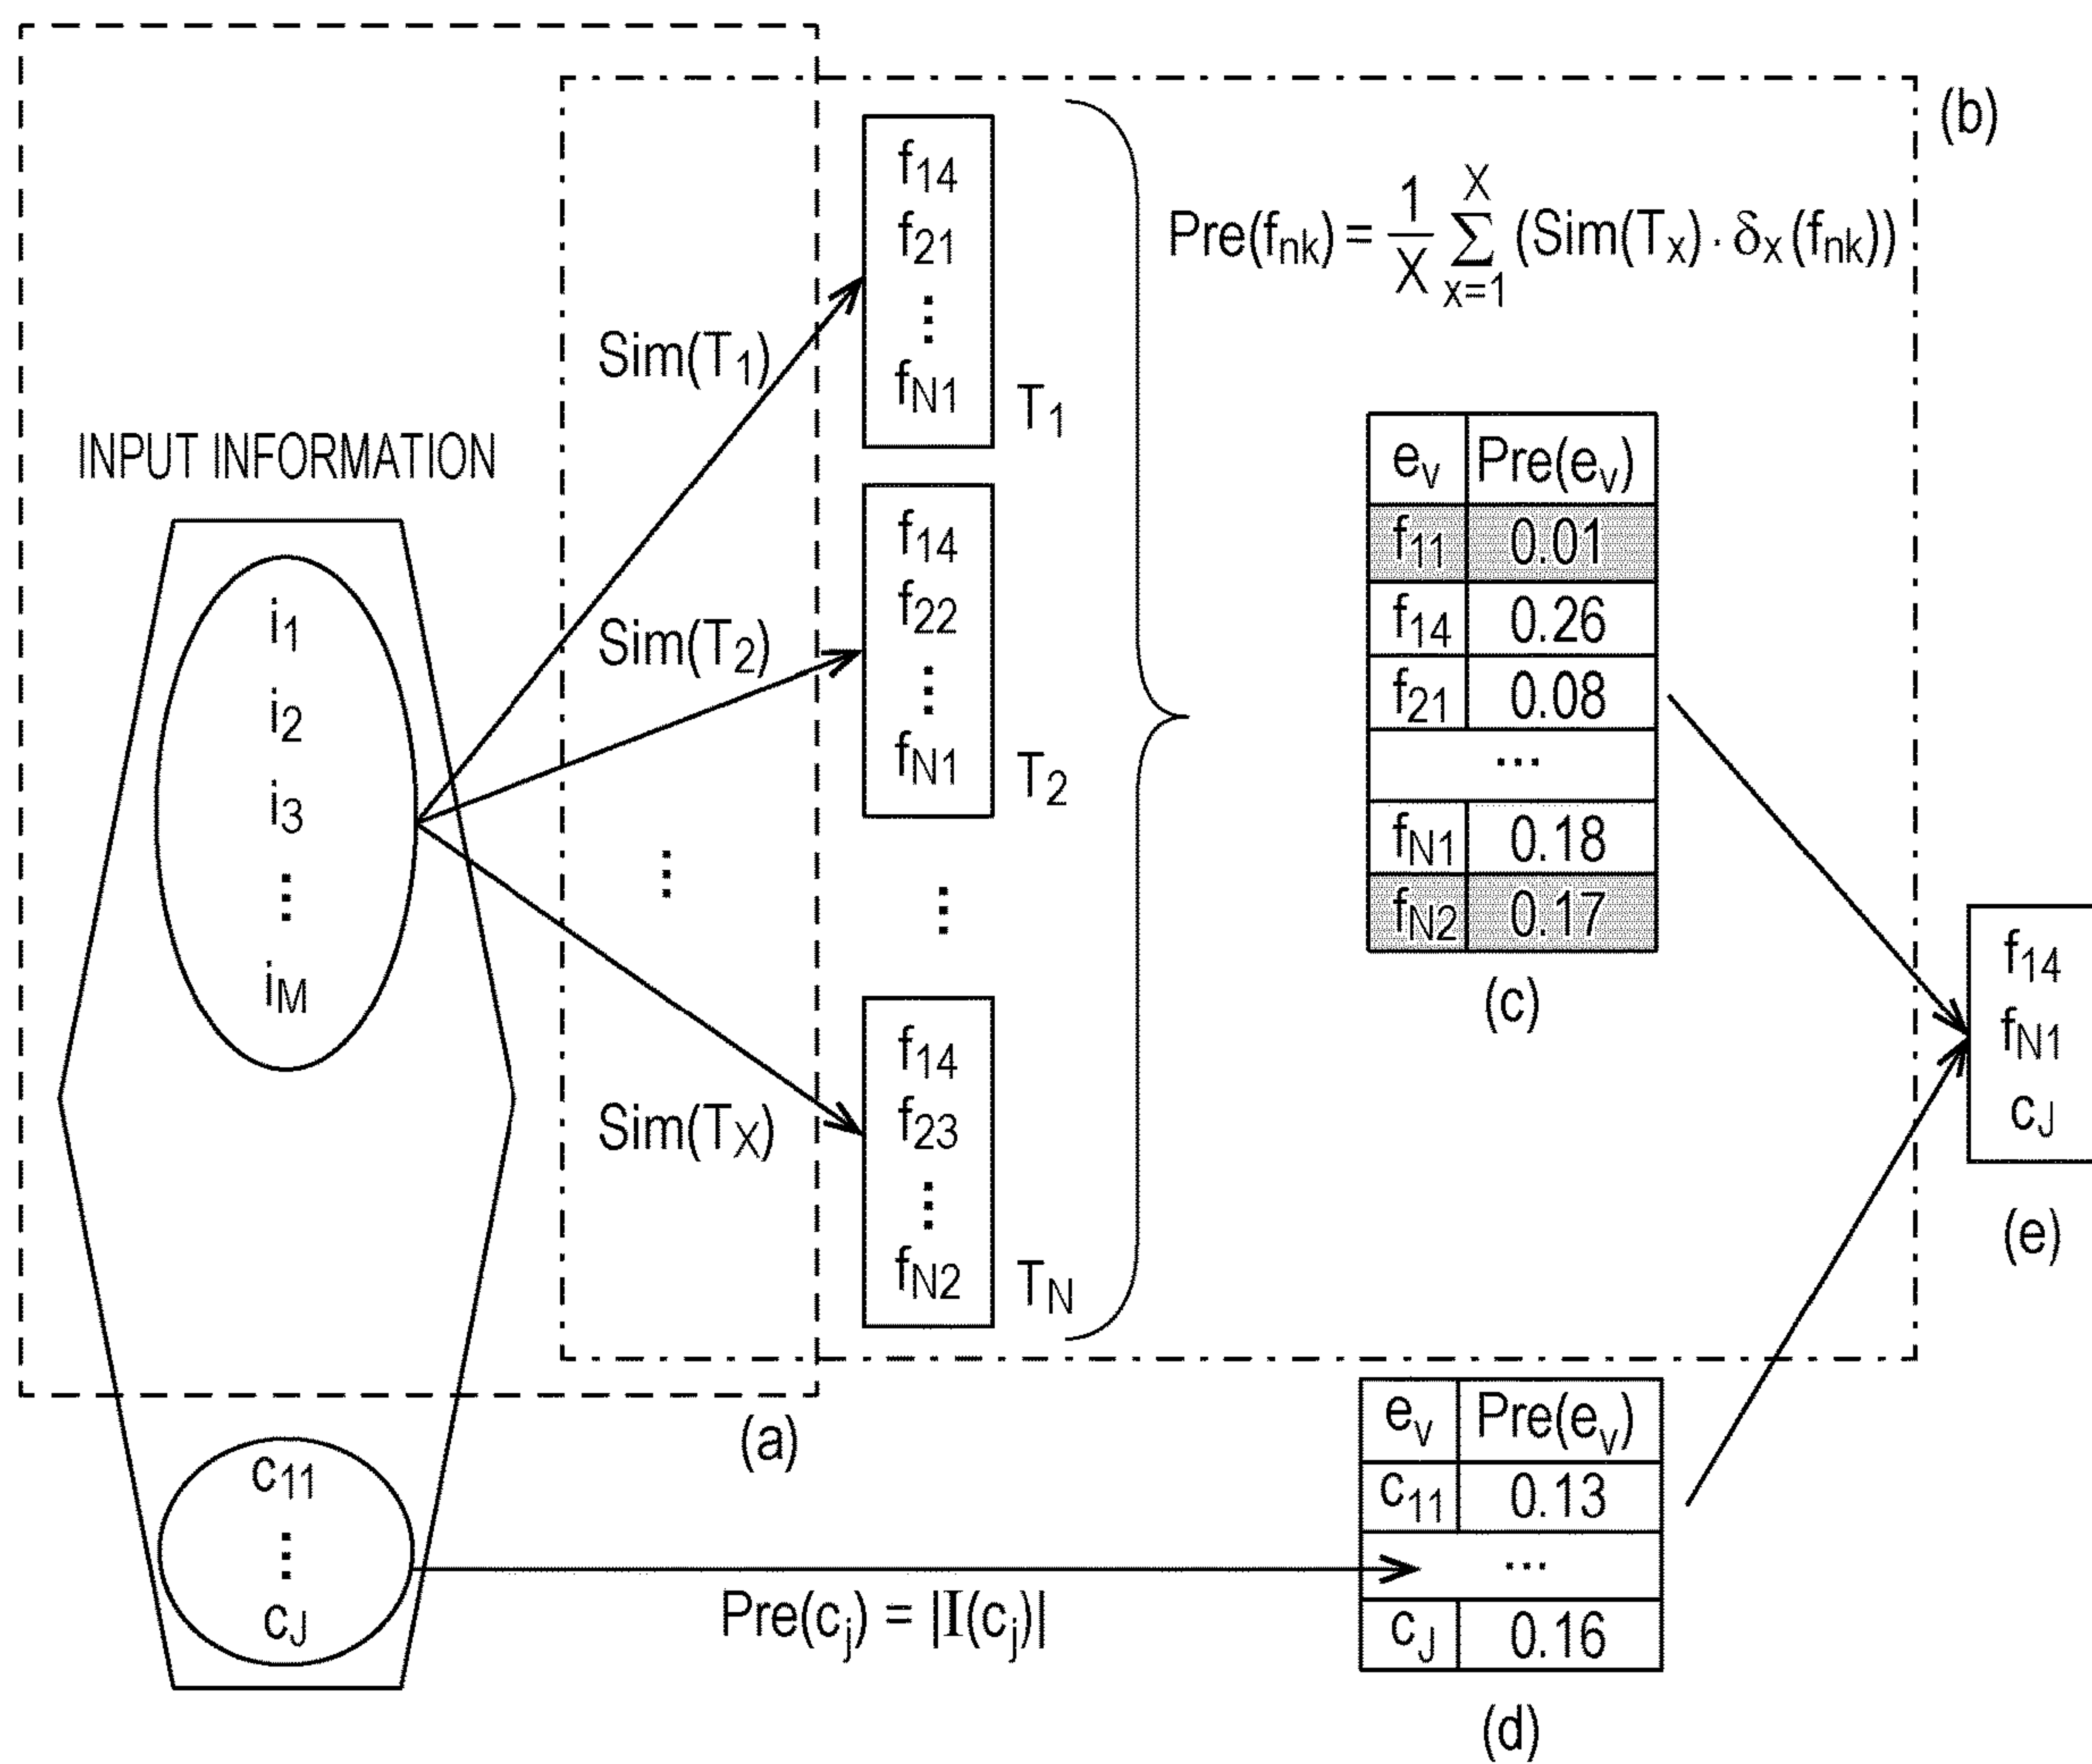 (b)
f14
f21
⋮
fN1
T1
Pre(fnk) = 1/X ∑x=1X (Sim(Tx) · δx(fnk))
Sim(T1)
INPUT INFORMATION
i1
i2
i3
⋮
iM
Sim(T2)
⋮
Sim(TX)
f14
f22
⋮
fN1
T2
⋮
f14
f23
⋮
fN2
TN
ev Pre(ev)
f11 0.01
f14 0.26
f21 0.08
...
fN1 0.18
fN2 0.17
(c)
f14
fN1
cJ
(e)
(a)
c11
⋮
cJ
Pre(cj) = |I(cj)|
ev Pre(ev)
c11 0.13
...
cJ 0.16
(d)